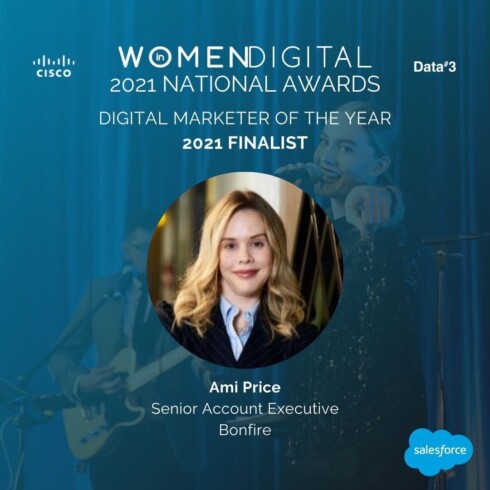 CISCO
WOMEN in DIGITAL
Data#3
2021 NATIONAL AWARDS
DIGITAL MARKETER OF THE YEAR
2021 FINALIST
Ami Price
Senior Account Executive
Bonfire
salesforce